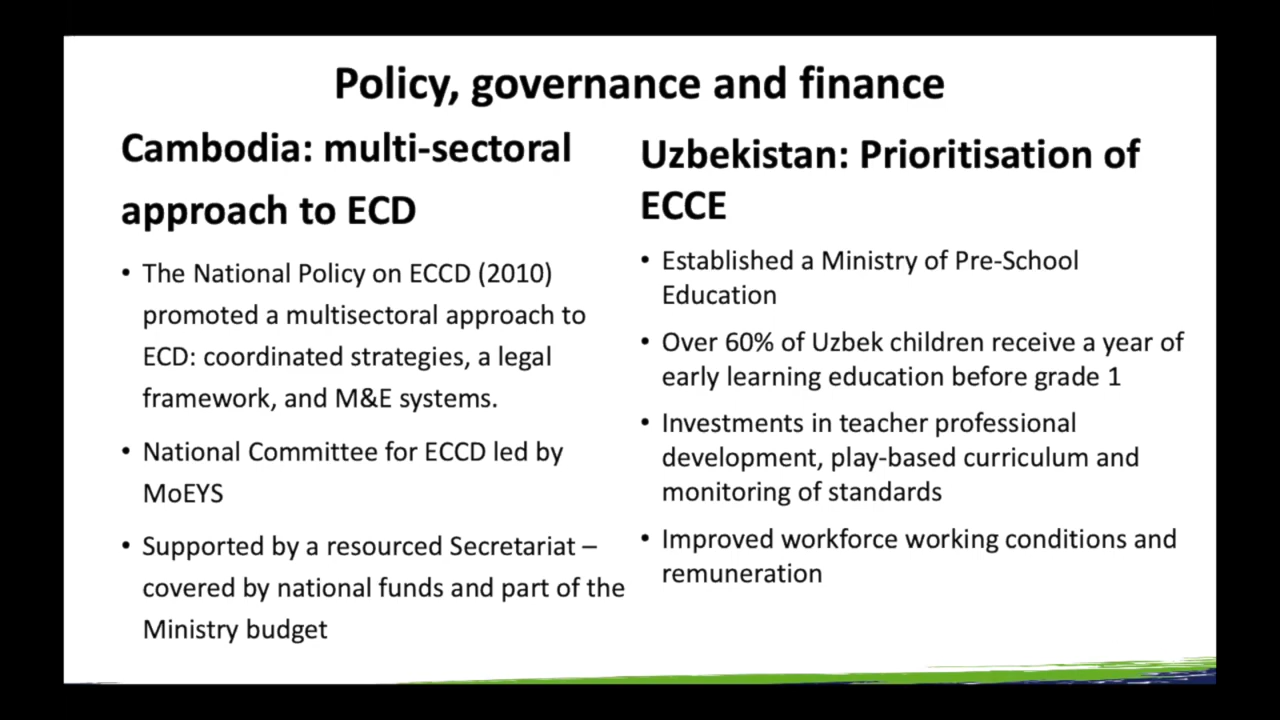 Policy, governance and finance
Cambodia: multi-sectoral
approach to ECD
• The National Policy on ECCD (2010)
promoted a multisectoral approach to
ECD: coordinated strategies, a legal
framework, and M&E systems.
• National Committee for ECCD led by
MoEYS
• Supported by a resourced Secretariat –
covered by national funds and part of the
Ministry budget
Uzbekistan: Prioritisation of
ECCE
• Established a Ministry of Pre-School
Education
• Over 60% of Uzbek children receive a year of
early learning education before grade 1
• Investments in teacher professional
development, play-based curriculum and
monitoring of standards
• Improved workforce working conditions and
remuneration